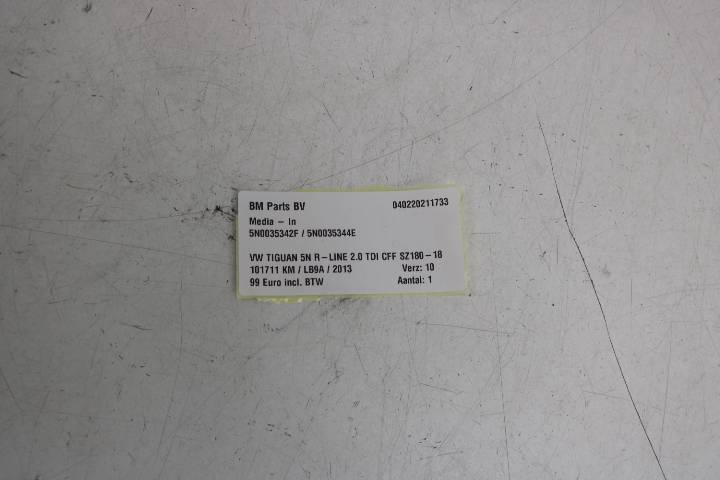 BM Parts BV 040220211733
Media - In
5N0035342F / 5N0035344E
VW TIGUAN 5N R-LINE 2.0 TDI CFF SZ180-18
101711 KM / LB9A / 2013 Verz: 10
99 Euro incl. BTW Aantal: 1